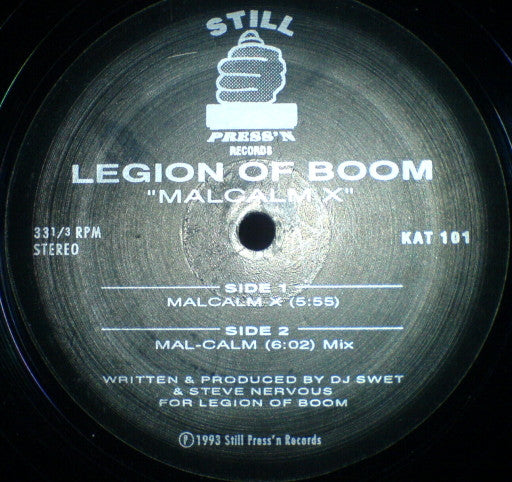 STILL
PRESS'N
RECORDS
LEGION OF BOOM
"MALCALM X"
33 1/3 RPM
STEREO
KAT 101
SIDE 1
MALCALM X (5:55)
SIDE 2
MAL-CALM (6:02) Mix
WRITTEN & PRODUCED BY DJ SWET
& STEVE NERVOUS
FOR LEGION OF BOOM
Ⓟ1993 Still Press'n Records